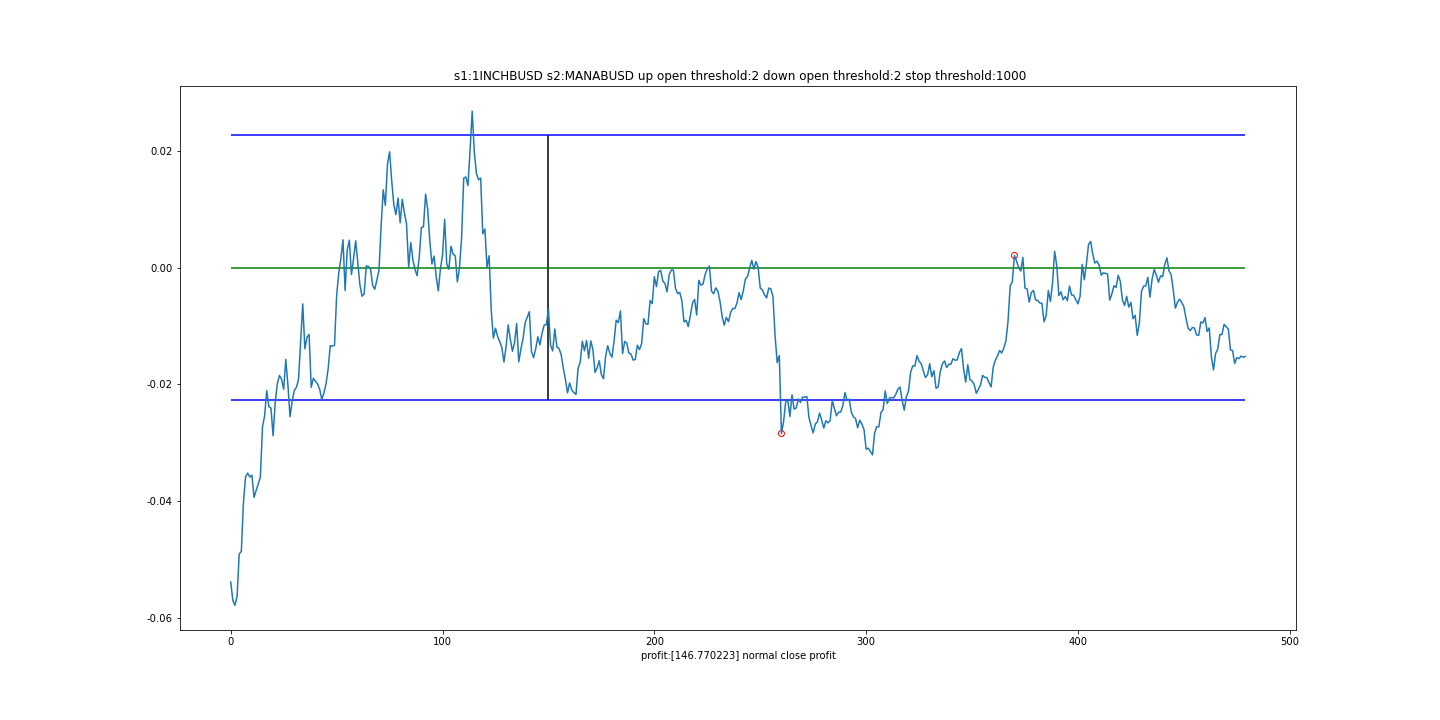 s1:1INCHBUSD s2:MANABUSD up open threshold:2 down open threshold:2 stop threshold:1000
0.02
0.00
-0.02
-0.04
-0.06
0 100 200 300 400 500
profit:[146.770223] normal close profit